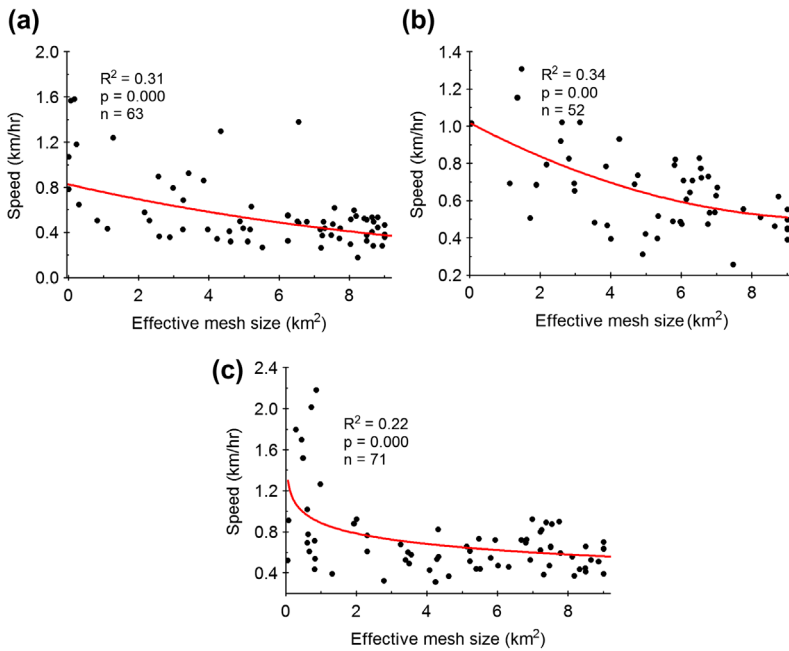 (a)
2.0
1.6
1.2
0.8
0.4
0.0
Speed (km/hr)
R² = 0.31
p = 0.000
n = 63
0 2 4 6 8
Effective mesh size (km²)
(b)
1.4
1.2
1.0
0.8
0.6
0.4
0.2
Speed (km/hr)
R² = 0.34
p = 0.00
n = 52
0 2 4 6 8
Effective mesh size (km²)
(c)
2.4
2.0
1.6
1.2
0.8
0.4
Speed (km/hr)
R² = 0.22
p = 0.000
n = 71
0 2 4 6 8
Effective mesh size (km²)